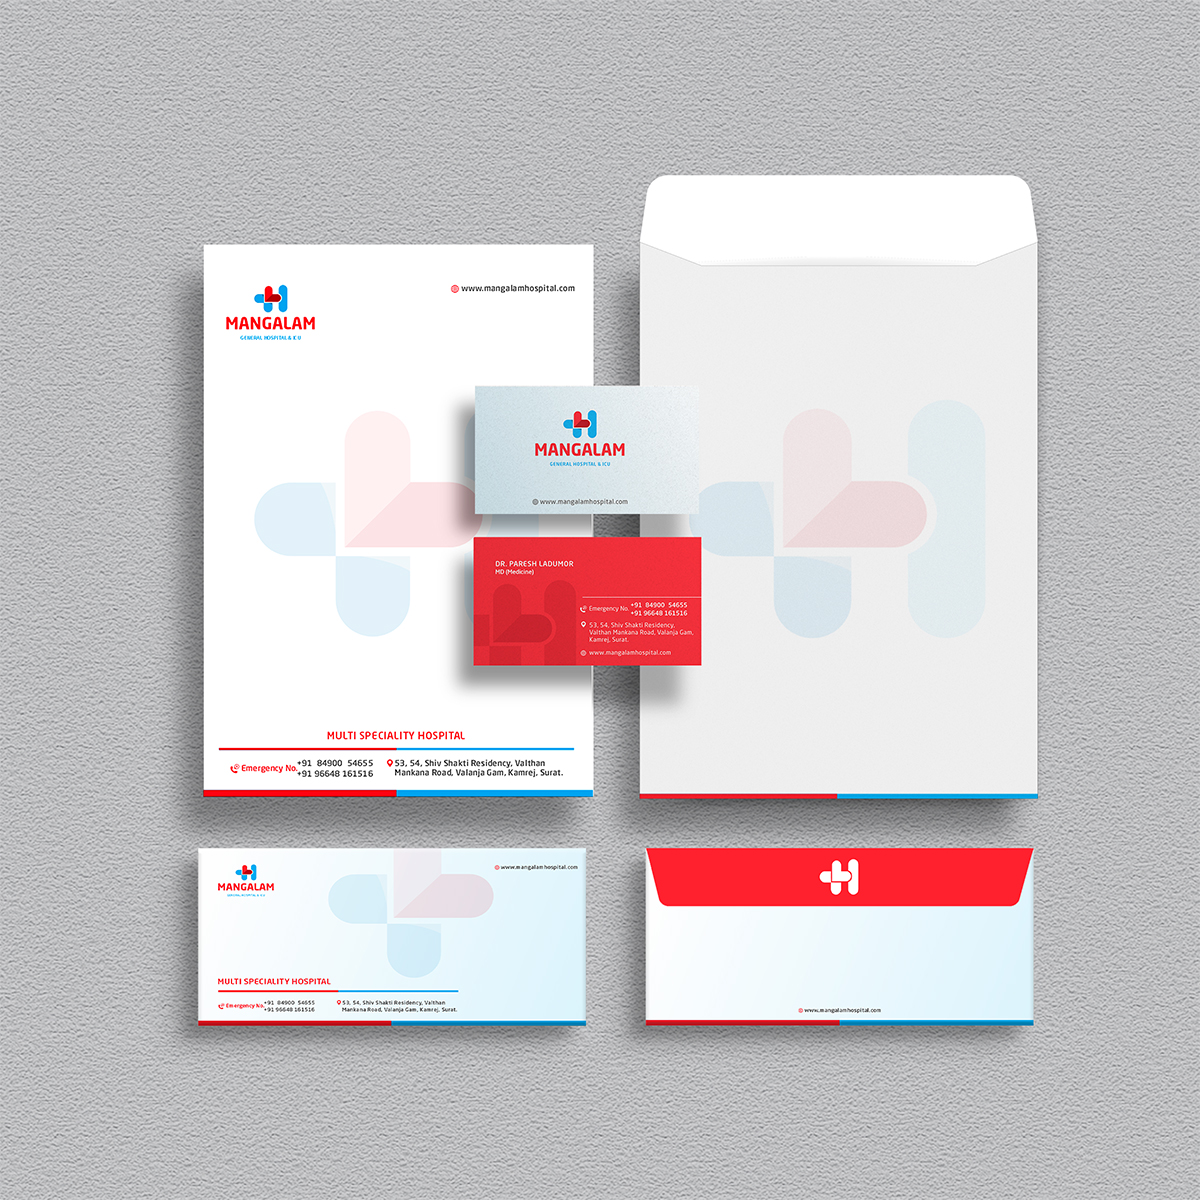 MANGALAM
GENERAL HOSPITAL & ICU
www.mangalamhospital.com
MULTI SPECIALITY HOSPITAL
Emergency No. +91 84900 54655
+91 96648 161516
53, 54, Shiv Shakti Residency, Valthan
Mankana Road, Valanja Gam, Kamrej, Surat.
MANGALAM
GENERAL HOSPITAL & ICU
www.mangalamhospital.com
DR. PARESH LADUMOR
MD (Medicine)
Emergency No. +91 84900 54655
+91 96648 161516
53, 54, Shiv Shakti Residency,
Valthan Mankana Road, Valanja Gam,
Kamrej, Surat.
www.mangalamhospital.com
MANGALAM
GENERAL HOSPITAL & ICU
www.mangalamhospital.com
MULTI SPECIALITY HOSPITAL
Emergency No. +91 84900 54655
+91 96648 161516
53, 54, Shiv Shakti Residency, Valthan
Mankana Road, Valanja Gam, Kamrej, Surat.
H
www.mangalamhospital.com